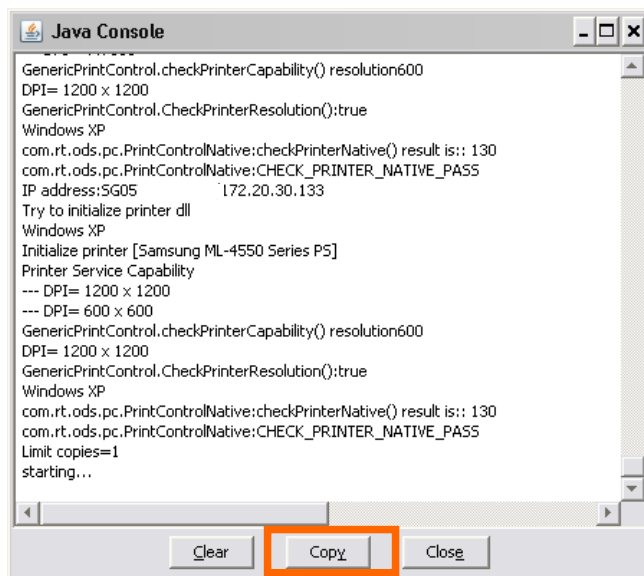 Java Console
GenericPrintControl.checkPrinterCapability() resolution600
DPI= 1200 x 1200
GenericPrintControl.CheckPrinterResolution():true
Windows XP
com.rt.ods.pc.PrintControlNative:checkPrinterNative() result is:: 130
com.rt.ods.pc.PrintControlNative:CHECK_PRINTER_NATIVE_PASS
IP address:SG05 172.20.30.133
Try to initialize printer dll
Windows XP
Initialize printer [Samsung ML-4550 Series PS]
Printer Service Capability
--- DPI= 1200 x 1200
--- DPI= 600 x 600
GenericPrintControl.checkPrinterCapability() resolution600
DPI= 1200 x 1200
GenericPrintControl.CheckPrinterResolution():true
Windows XP
com.rt.ods.pc.PrintControlNative:checkPrinterNative() result is:: 130
com.rt.ods.pc.PrintControlNative:CHECK_PRINTER_NATIVE_PASS
Limit copies=1
starting...
Clear Copy Close